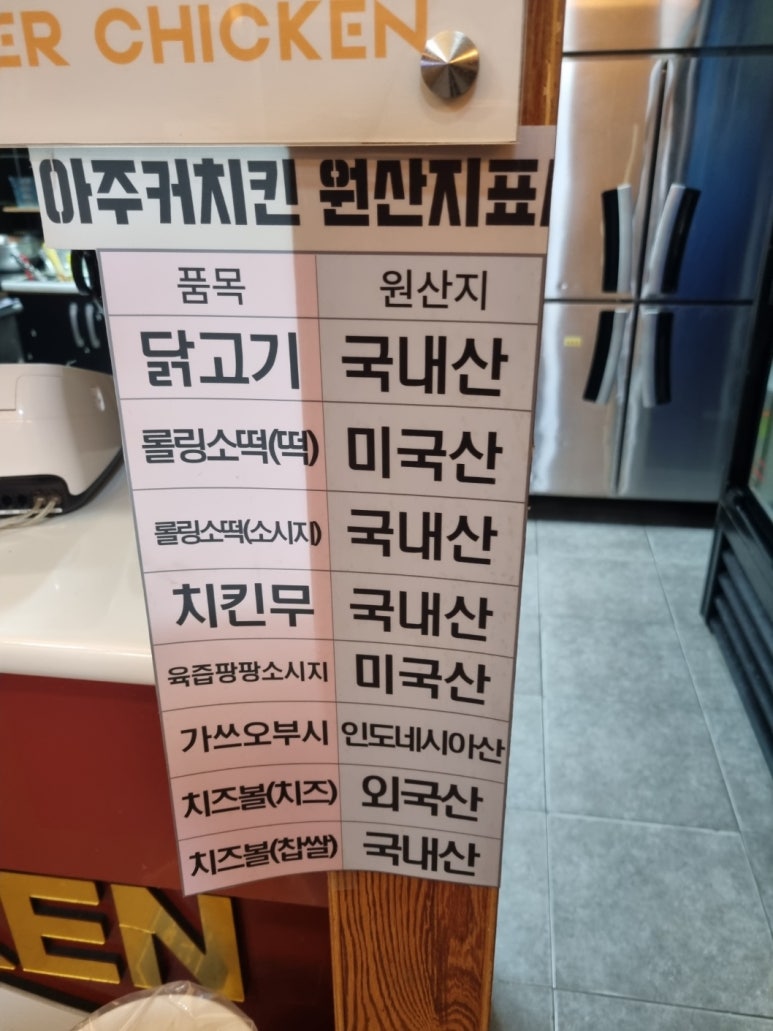 ER CHICKEN
아주커치킨 원산지표
품목 원산지
닭고기 국내산
롤링소떡(떡) 미국산
롤링소떡(소시지) 국내산
치킨무 국내산
육즙팡팡소시지 미국산
가쓰오부시 인도네시아산
치즈볼(치즈) 외국산
치즈볼(찹쌀) 국내산
EN